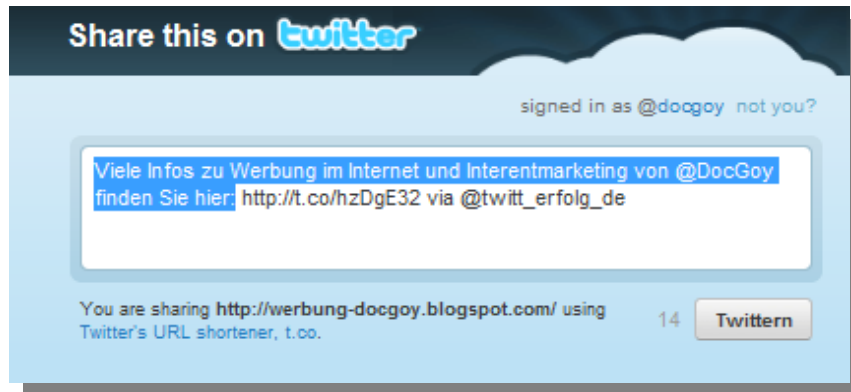 Share this on twitter
signed in as @docgoy not you?
Viele Infos zu Werbung im Internet und Interentmarketing von @DocGoy
finden Sie hier: http://t.co/hzDgE32 via @twitt_erfolg_de
You are sharing http://werbung-docgoy.blogspot.com/ using
Twitter's URL shortener, t.co.
14 Twittern